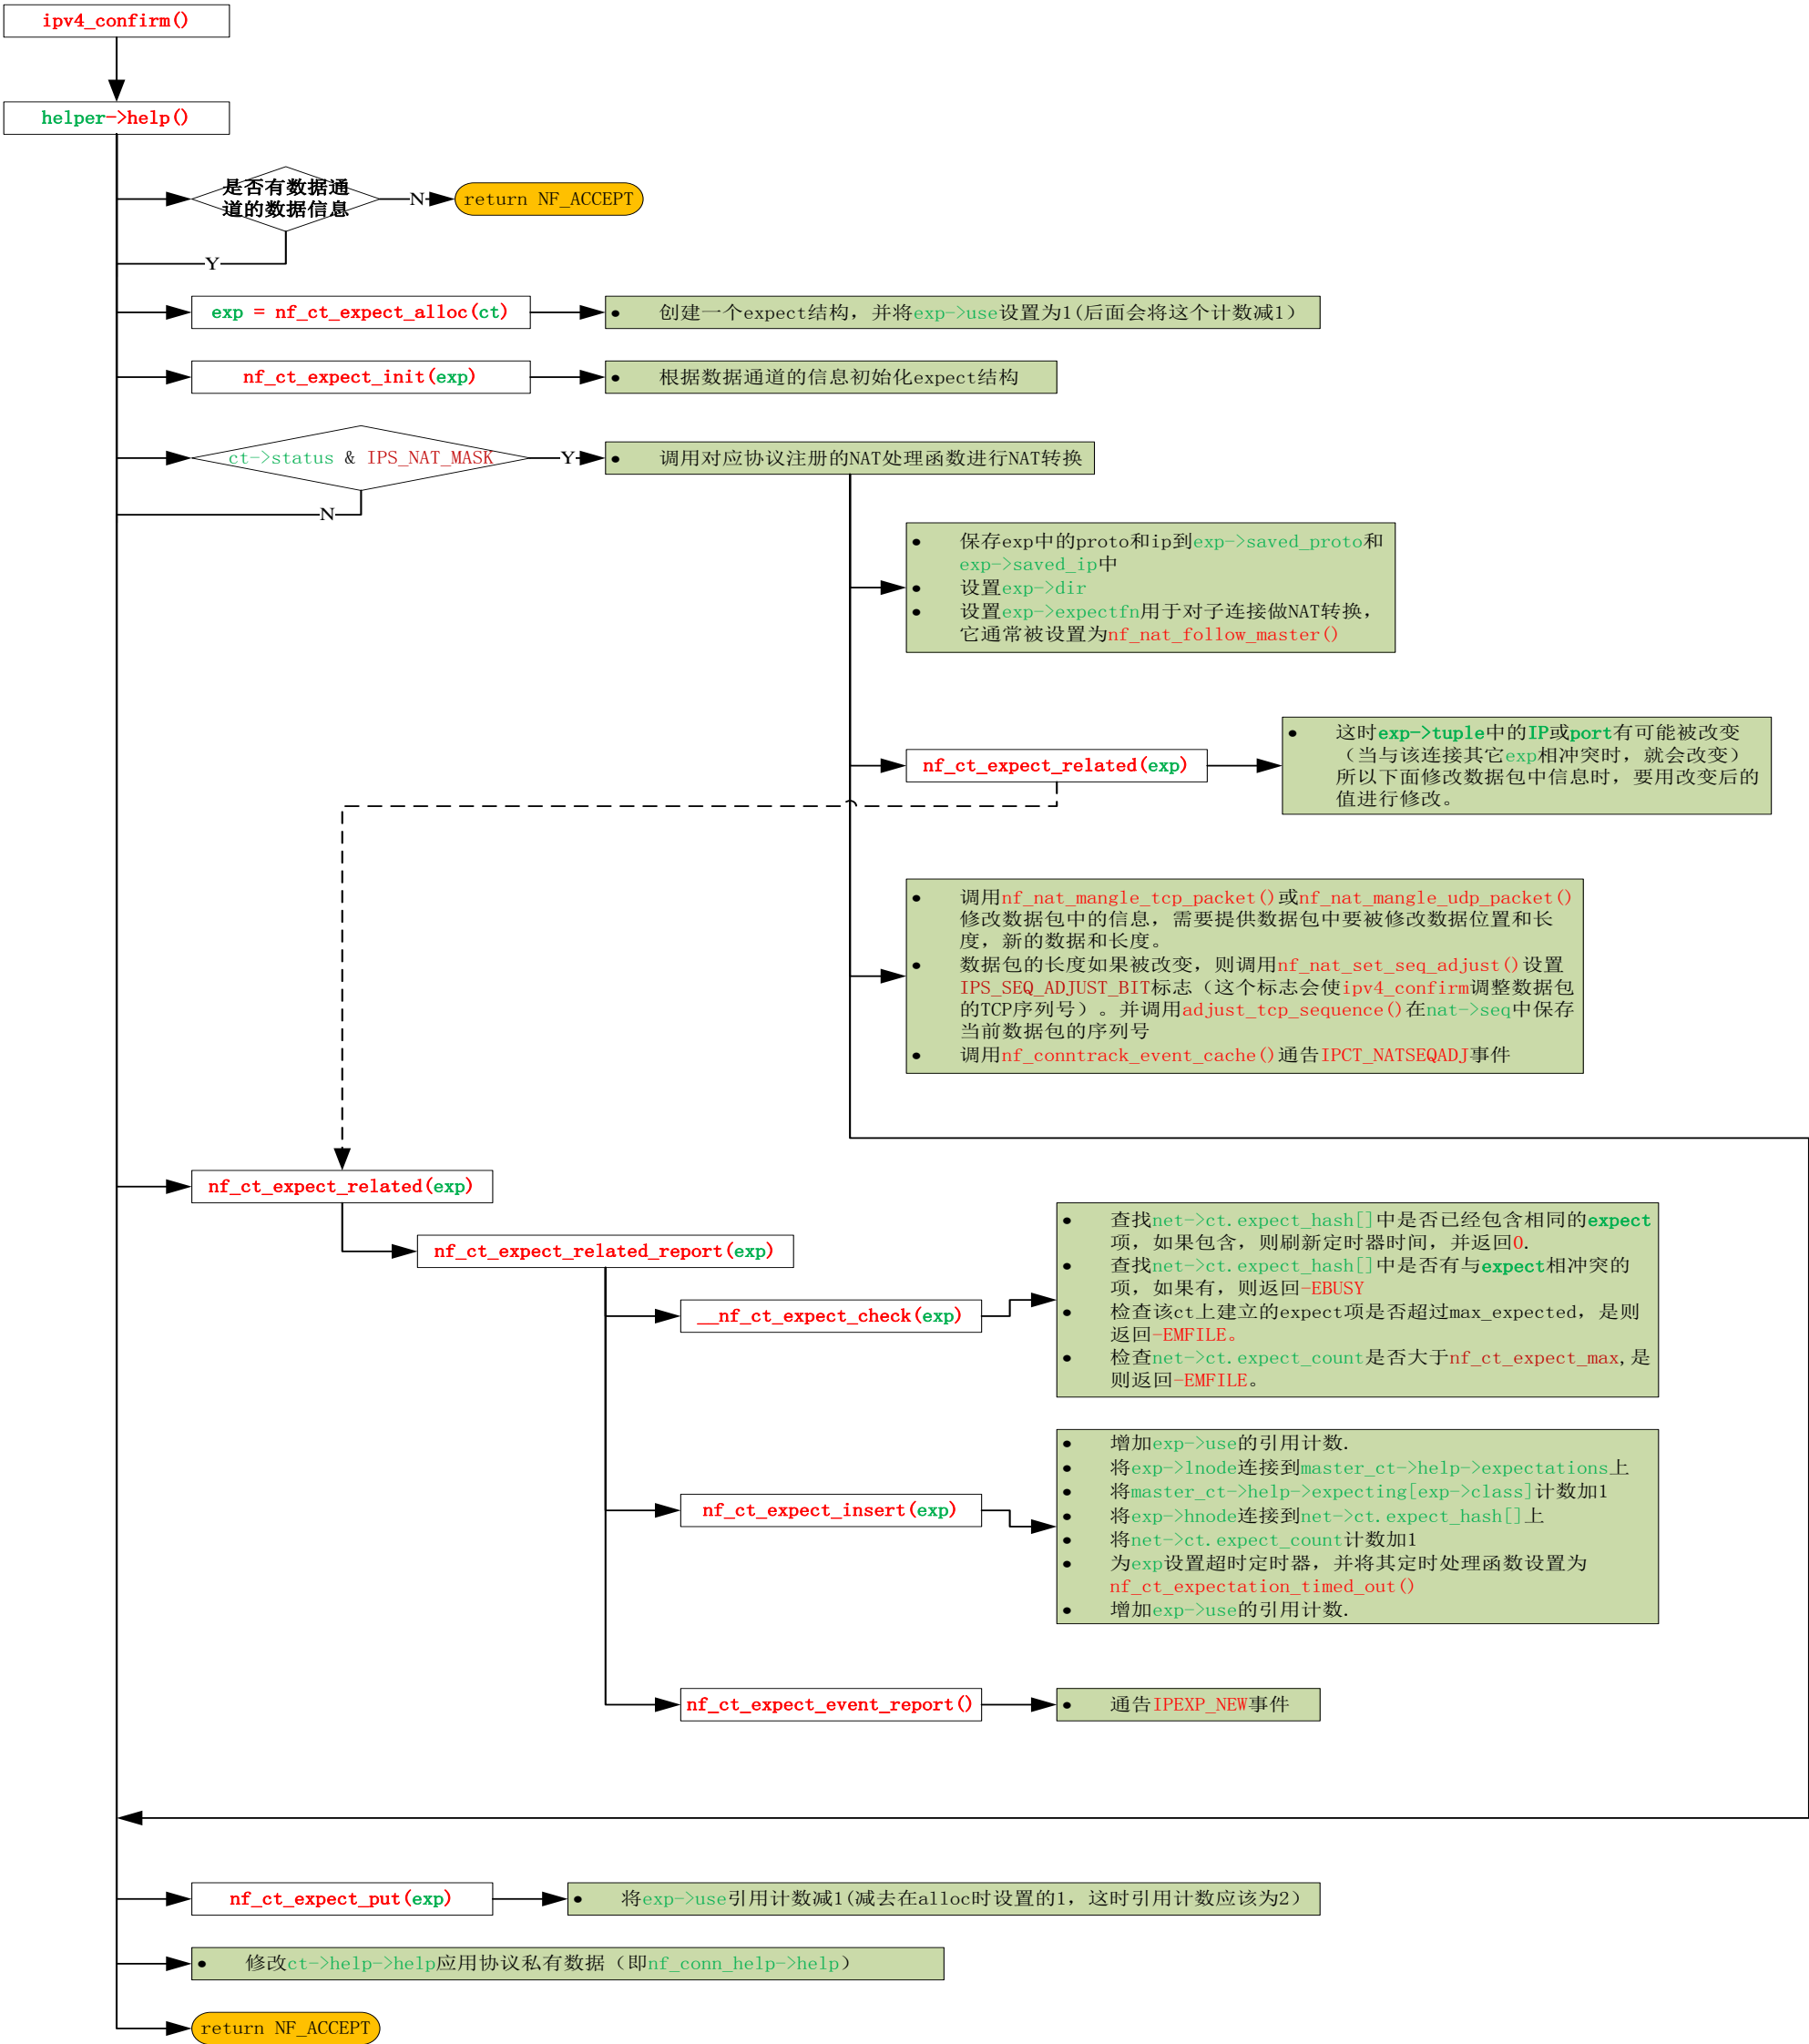 ipv4_confirm()
helper->help()
是否有数据通
道的数据信息
N
return NF_ACCEPT
Y
exp = nf_ct_expect_alloc(ct)
• 创建一个expect结构，并将exp->use设置为1(后面会将这个计数减1）
nf_ct_expect_init(exp)
• 根据数据通道的信息初始化expect结构
ct->status & IPS_NAT_MASK
Y
• 调用对应协议注册的NAT处理函数进行NAT转换
N
• 保存exp中的proto和ip到exp->saved_proto和
exp->saved_ip中
• 设置exp->dir
• 设置exp->expectfn用于对子连接做NAT转换，
它通常被设置为nf_nat_follow_master()
nf_ct_expect_related(exp)
• 这时exp->tuple中的IP或port有可能被改变
（当与该连接其它exp相冲突时，就会改变）
所以下面修改数据包中信息时，要用改变后的
值进行修改。
• 调用nf_nat_mangle_tcp_packet()或nf_nat_mangle_udp_packet()
修改数据包中的信息，需要提供数据包中要被修改数据位置和长
度，新的数据和长度。
• 数据包的长度如果被改变，则调用nf_nat_set_seq_adjust()设置
IPS_SEQ_ADJUST_BIT标志（这个标志会使ipv4_confirm调整数据包
的TCP序列号）。并调用adjust_tcp_sequence()在nat->seq中保存
当前数据包的序列号
• 调用nf_conntrack_event_cache()通告IPCT_NATSEQADJ事件
nf_ct_expect_related(exp)
nf_ct_expect_related_report(exp)
__nf_ct_expect_check(exp)
• 查找net->ct.expect_hash[]中是否已经包含相同的expect
项，如果包含，则刷新定时器时间，并返回0.
• 查找net->ct.expect_hash[]中是否有与expect相冲突的
项，如果有，则返回-EBUSY
• 检查该ct上建立的expect项是否超过max_expected，是则
返回-EMFILE。
• 检查net->ct.expect_count是否大于nf_ct_expect_max,是
则返回-EMFILE。
nf_ct_expect_insert(exp)
• 增加exp->use的引用计数.
• 将exp->lnode连接到master_ct->help->expectations上
• 将master_ct->help->expecting[exp->class]计数加1
• 将exp->hnode连接到net->ct.expect_hash[]上
• 将net->ct.expect_count计数加1
• 为exp设置超时定时器，并将其定时处理函数设置为
nf_ct_expectation_timed_out()
• 增加exp->use的引用计数.
nf_ct_expect_event_report()
• 通告IPEXP_NEW事件
nf_ct_expect_put(exp)
• 将exp->use引用计数减1(减去在alloc时设置的1，这时引用计数应该为2）
• 修改ct->help->help应用协议私有数据（即nf_conn_help->help）
return NF_ACCEPT